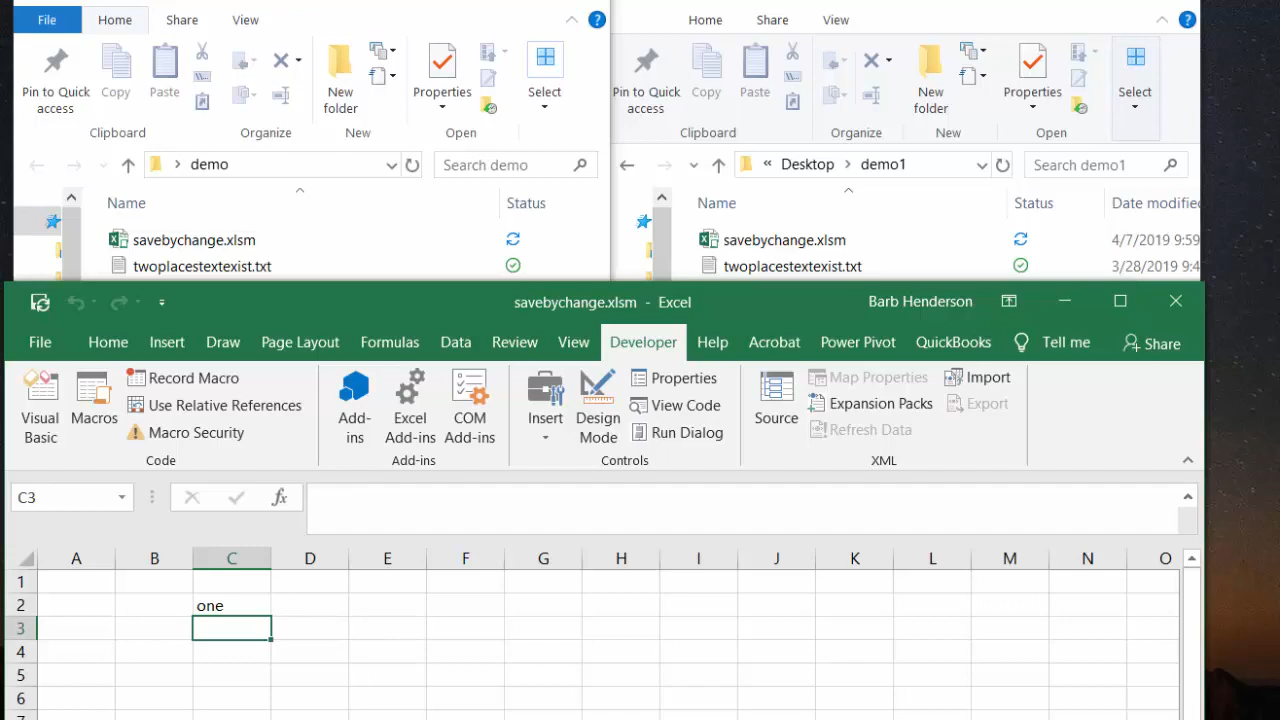 File Home Share View
Pin to Quick access Copy Paste New folder Properties Select
Clipboard Organize New Open
demo Search demo
Name Status
savebychange.xlsm
twoplacestextexist.txt
Home Share View
Pin to Quick access Copy Paste New folder Properties Select
Clipboard Organize New Open
« Desktop demo1 Search demo1
Name Status Date modified
savebychange.xlsm 4/7/2019 9:59
twoplacestextexist.txt 3/28/2019 9:4
savebychange.xlsm - Excel Barb Henderson
File Home Insert Draw Page Layout Formulas Data Review View Developer Help Acrobat Power Pivot QuickBooks Tell me Share
Visual Basic Macros Record Macro
Use Relative References
Macro Security
Add-ins Excel Add-ins COM Add-ins
Insert Design Mode Properties
View Code
Run Dialog
Source Map Properties Import
Expansion Packs Export
Refresh Data
Code Add-ins Controls XML
C3 fx
A B C D E F G H I J K L M N O
1
2 one
3
4
5
6
7